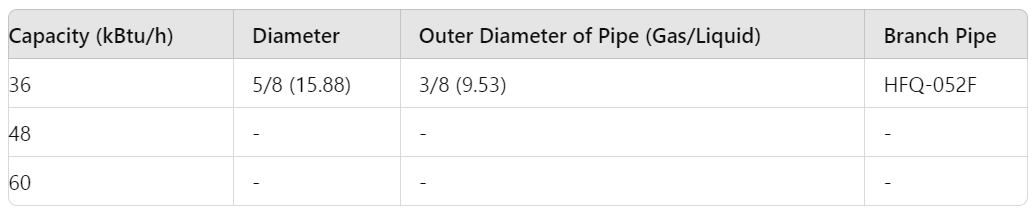 Capacity (kBtu/h) Diameter Outer Diameter of Pipe (Gas/Liquid) Branch Pipe
36 5/8 (15.88) 3/8 (9.53) HFQ-052F
48 - - -
60 - - -